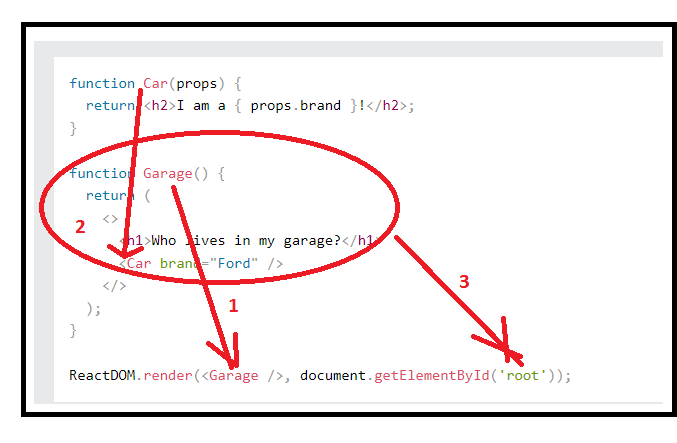 function Car(props) {
  return <h2>I am a { props.brand }!</h2>;
}
function Garage() {
  return (
    <>
2
      <h1>Who lives in my garage?</h1>
      <Car brand="Ford" />
3
    </>
1
  );
}
ReactDOM.render(<Garage />, document.getElementById('root'));